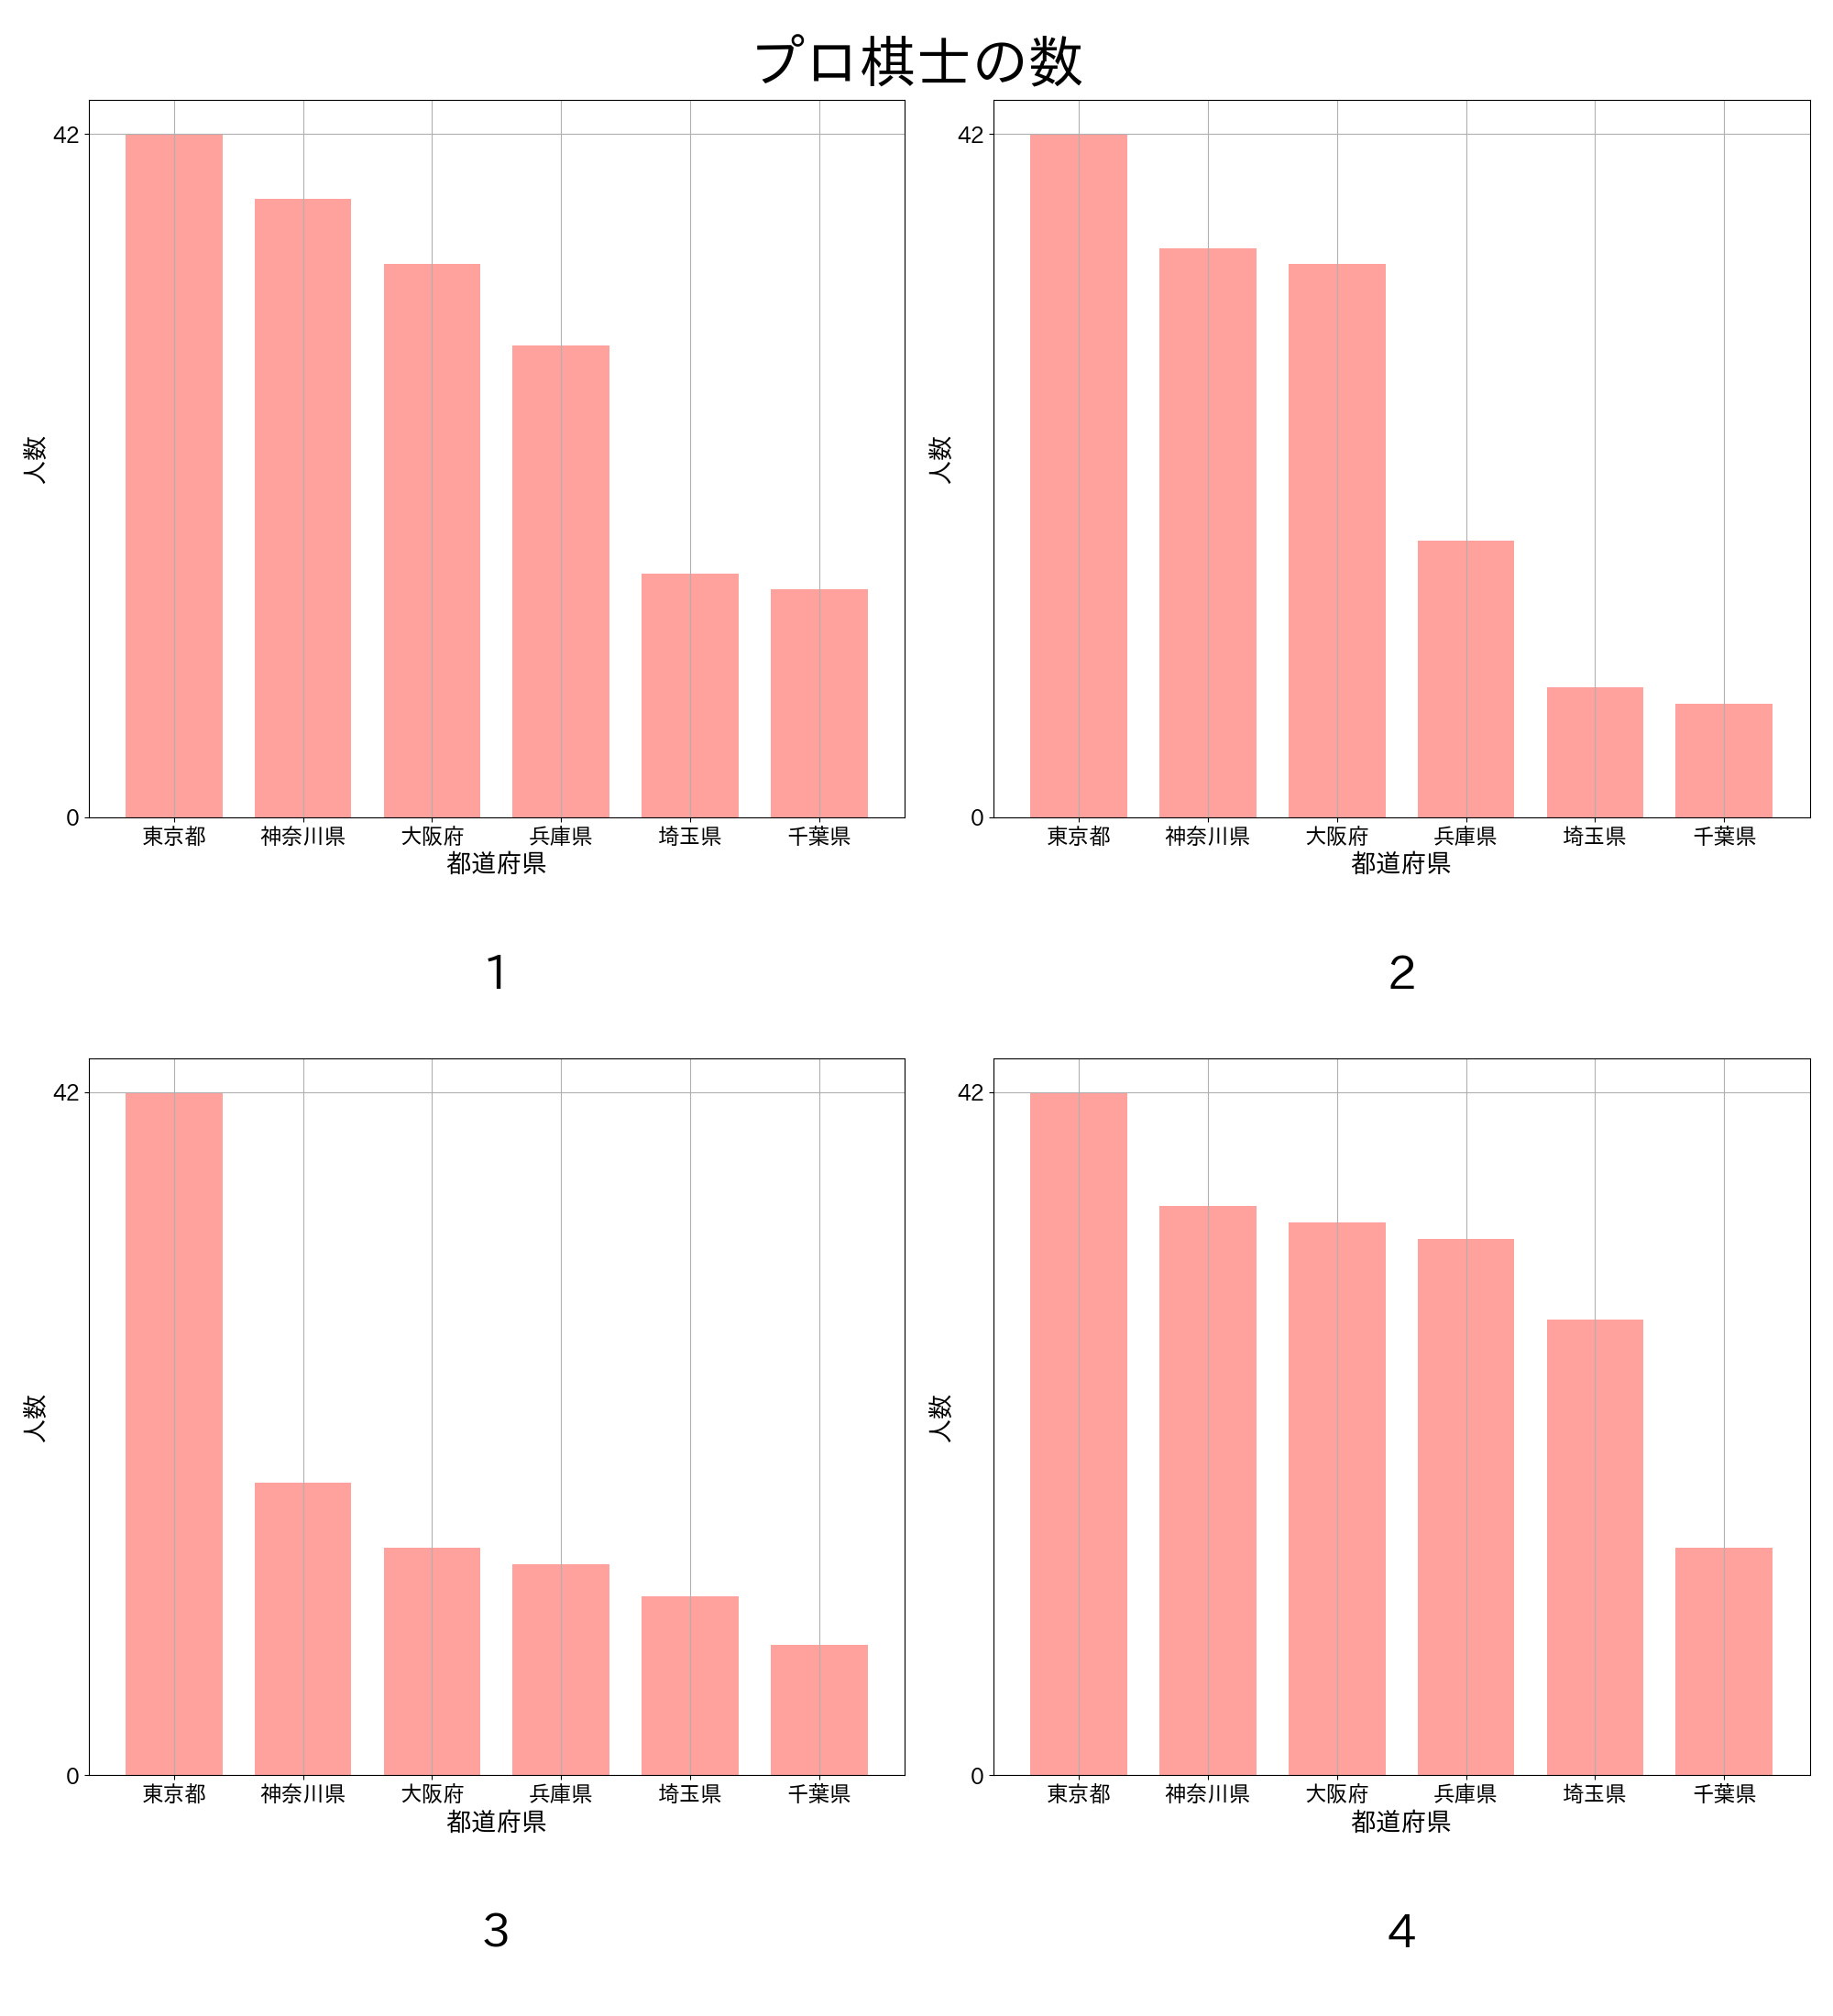 プロ棋士の数
42
人数
0
東京都 神奈川県 大阪府 兵庫県 埼玉県 千葉県
都道府県
1
42
人数
0
東京都 神奈川県 大阪府 兵庫県 埼玉県 千葉県
都道府県
2
42
人数
0
東京都 神奈川県 大阪府 兵庫県 埼玉県 千葉県
都道府県
3
42
人数
0
東京都 神奈川県 大阪府 兵庫県 埼玉県 千葉県
都道府県
4